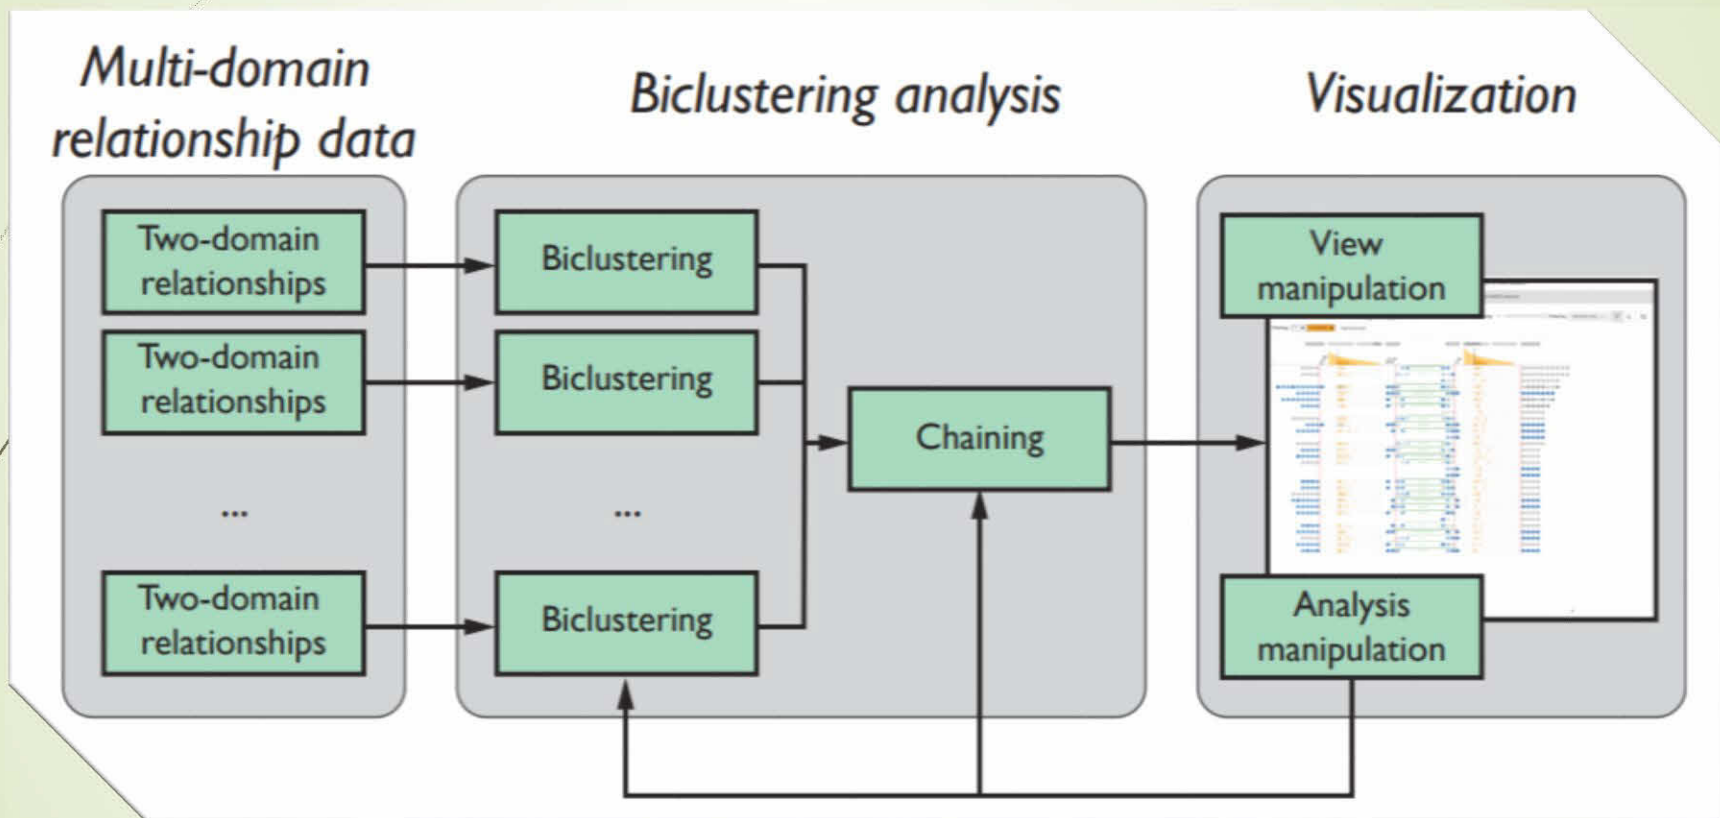 Multi-domain
relationship data
Biclustering analysis
Visualization
Two-domain
relationships
Two-domain
relationships
...
Two-domain
relationships
Biclustering
Biclustering
...
Biclustering
Chaining
View
manipulation
Analysis
manipulation